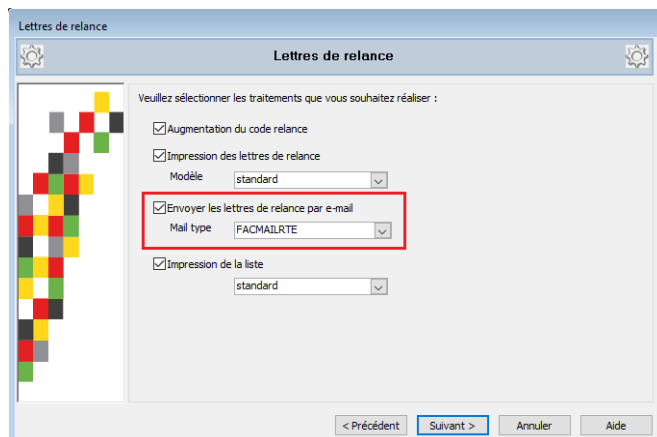 Lettres de relance
Lettres de relance
Veuillez sélectionner les traitements que vous souhaitez réaliser :
Augmentation du code relance
Impression des lettres de relance
Modèle standard
Envoyer les lettres de relance par e-mail
Mail type FACMAILRTE
Impression de la liste
standard
< Précédent Suivant > Annuler Aide